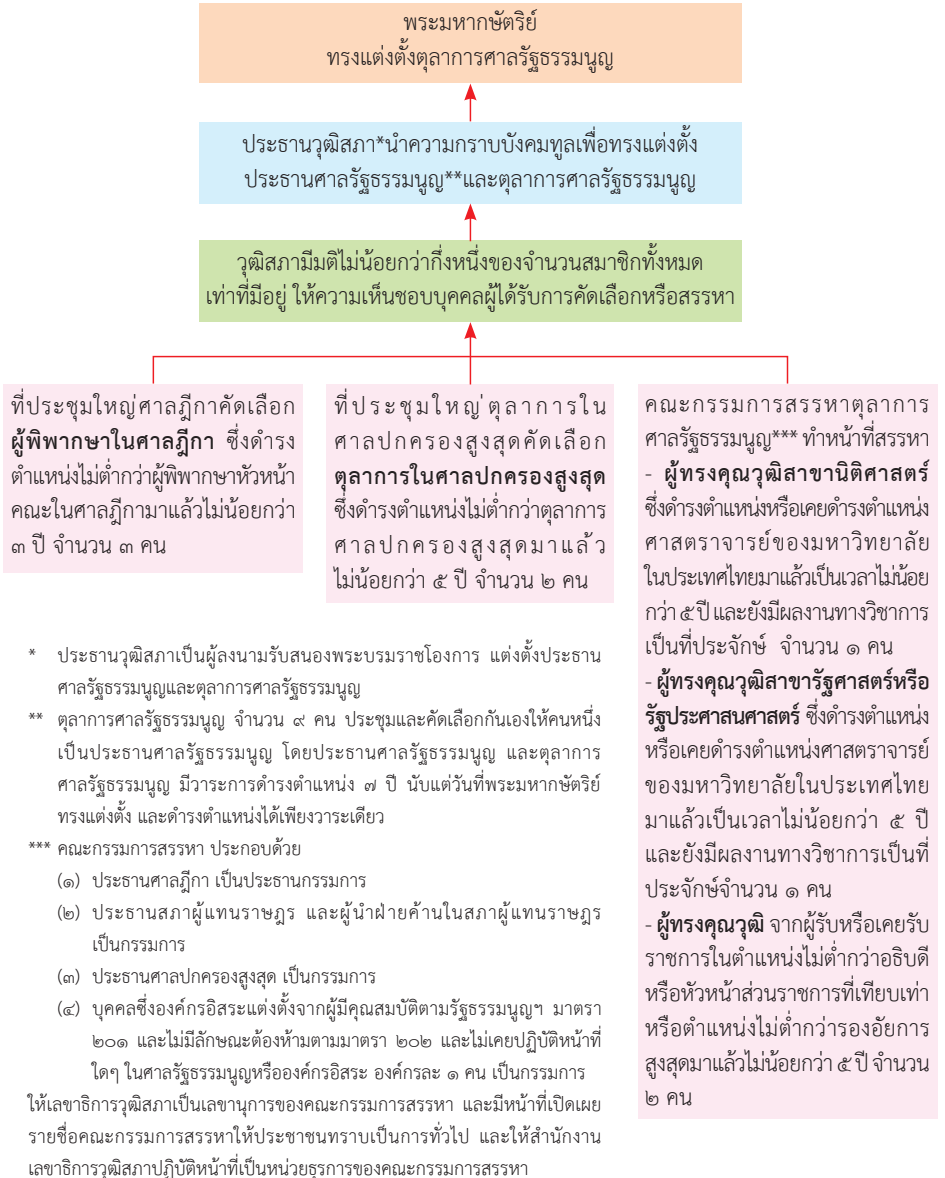 พระมหากษัตริย์
ทรงแต่งตั้งตุลาการศาลรัฐธรรมนูญ
ประธานวุฒิสภา*นำความกราบบังคมทูลเพื่อทรงแต่งตั้ง
ประธานศาลรัฐธรรมนูญ**และตุลาการศาลรัฐธรรมนูญ
วุฒิสภามีมติไม่น้อยกว่ากึ่งหนึ่งของจำนวนสมาชิกทั้งหมด
เท่าที่มีอยู่ ให้ความเห็นชอบบุคคลผู้ได้รับการคัดเลือกหรือสรรหา
ที่ประชุมใหญ่ศาลฎีกาคัดเลือก
ผู้พิพากษาในศาลฎีกา ซึ่งดำรง
ตำแหน่งไม่ต่ำกว่าผู้พิพากษาหัวหน้า
คณะในศาลฎีกามาแล้วไม่น้อยกว่า
๓ ปี จำนวน ๓ คน
ที่ประชุมใหญ่ตุลาการใน
ศาลปกครองสูงสุดคัดเลือก
ตุลาการในศาลปกครองสูงสุด
ซึ่งดำรงตำแหน่งไม่ต่ำกว่าตุลาการ
ศาลปกครองสูงสุดมาแล้ว
ไม่น้อยกว่า ๕ ปี จำนวน ๒ คน
คณะกรรมการสรรหาตุลาการ
ศาลรัฐธรรมนูญ*** ทำหน้าที่สรรหา
- ผู้ทรงคุณวุฒิสาขานิติศาสตร์
ซึ่งดำรงตำแหน่งหรือเคยดำรงตำแหน่ง
ศาสตราจารย์ของมหาวิทยาลัย
ในประเทศไทยมาแล้วเป็นเวลาไม่น้อย
กว่า ๕ ปี และยังมีผลงานทางวิชาการ
เป็นที่ประจักษ์ จำนวน ๑ คน
- ผู้ทรงคุณวุฒิสาขารัฐศาสตร์หรือ
รัฐประศาสนศาสตร์ ซึ่งดำรงตำแหน่ง
หรือเคยดำรงตำแหน่งศาสตราจารย์
ของมหาวิทยาลัยในประเทศไทย
มาแล้วเป็นเวลาไม่น้อยกว่า ๕ ปี
และยังมีผลงานทางวิชาการเป็นที่
ประจักษ์จำนวน ๑ คน
- ผู้ทรงคุณวุฒิ จากผู้รับหรือเคยรับ
ราชการในตำแหน่งไม่ต่ำกว่าอธิบดี
หรือหัวหน้าส่วนราชการที่เทียบเท่า
หรือตำแหน่งไม่ต่ำกว่ารองอัยการ
สูงสุดมาแล้วไม่น้อยกว่า ๕ ปี จำนวน
๒ คน
* ประธานวุฒิสภาเป็นผู้ลงนามรับสนองพระบรมราชโองการ แต่งตั้งประธาน
ศาลรัฐธรรมนูญและตุลาการศาลรัฐธรรมนูญ
** ตุลาการศาลรัฐธรรมนูญ จำนวน ๙ คน ประชุมและคัดเลือกกันเองให้คนหนึ่ง
เป็นประธานศาลรัฐธรรมนูญ โดยประธานศาลรัฐธรรมนูญ และตุลาการ
ศาลรัฐธรรมนูญ มีวาระการดำรงตำแหน่ง ๗ ปี นับแต่วันที่พระมหากษัตริย์
ทรงแต่งตั้ง และดำรงตำแหน่งได้เพียงวาระเดียว
*** คณะกรรมการสรรหา ประกอบด้วย
(๑) ประธานศาลฎีกา เป็นประธานกรรมการ
(๒) ประธานสภาผู้แทนราษฎร และผู้นำฝ่ายค้านในสภาผู้แทนราษฎร
เป็นกรรมการ
(๓) ประธานศาลปกครองสูงสุด เป็นกรรมการ
(๔) บุคคลซึ่งองค์กรอิสระแต่งตั้งจากผู้มีคุณสมบัติตามรัฐธรรมนูญฯ มาตรา
๒๐๑ และไม่มีลักษณะต้องห้ามตามมาตรา ๒๐๒ และไม่เคยปฏิบัติหน้าที่
ใดๆ ในศาลรัฐธรรมนูญหรือองค์กรอิสระ องค์กรละ ๑ คน เป็นกรรมการ
ให้เลขาธิการวุฒิสภาเป็นเลขานุการของคณะกรรมการสรรหา และมีหน้าที่เปิดเผย
รายชื่อคณะกรรมการสรรหาให้ประชาชนทราบเป็นการทั่วไป และให้สำนักงาน
เลขาธิการวุฒิสภาปฏิบัติหน้าที่เป็นหน่วยธุรการของคณะกรรมการสรรหา